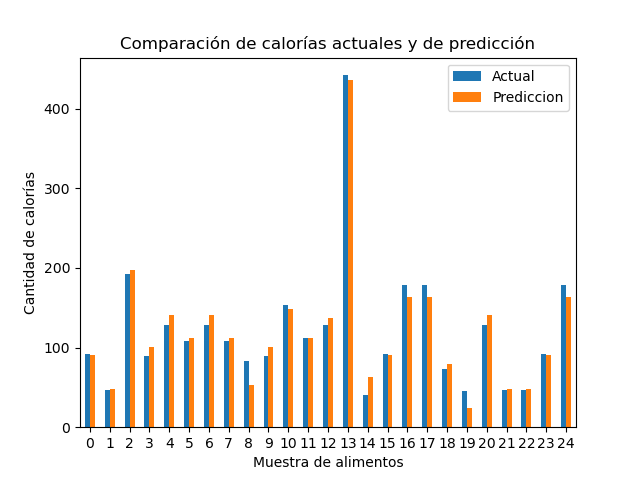 Comparación de calorías actuales y de predicción
Actual
Prediccion
400
300
200
100
0
Cantidad de calorías
0 1 2 3 4 5 6 7 8 9 10 11 12 13 14 15 16 17 18 19 20 21 22 23 24
Muestra de alimentos